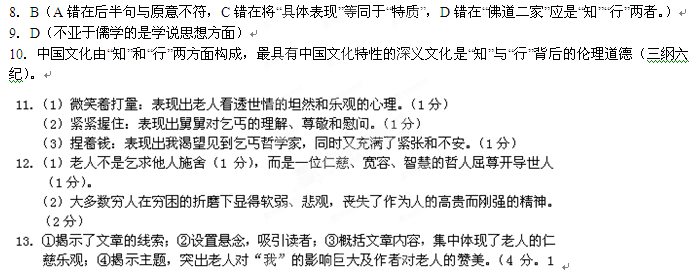 8．B（A 错在后半句与原意不符，C 错在将“具体表现”等同于“特质”，D 错在“佛道二家”应是“知”“行”两者。）↵
9．D（不亚于儒学的是学说思想方面）↵
10．中国文化由“知”和“行”两方面构成，最具有中国文化特性的深义文化是“知”与“行”背后的伦理道德（三纲六
纪）。↵
11．（1）微笑着打量：表现出老人看透世情的坦然和乐观的心理。（1 分）
（2）紧紧握住：表现出舅舅对乞丐的理解、尊敬和慰问。（1 分）
（3）捏着钱：表现出我渴望见到乞丐哲学家，同时又充满了紧张和不安。（1 分）
12．（1）老人不是乞求他人施舍（1 分），而是一位仁慈、宽容、智慧的哲人屈尊开导世人
（1 分）。
（2）大多数穷人在穷困的折磨下显得软弱、悲观，丧失了作为人的高贵而刚强的精神。
（2 分）
13．①揭示了文章的线索；②设置悬念，吸引读者；③概括文章内容，集中体现了老人的仁
慈乐观；④揭示主题，突出老人对“我”的影响巨大及作者对老人的赞美。（4 分。1